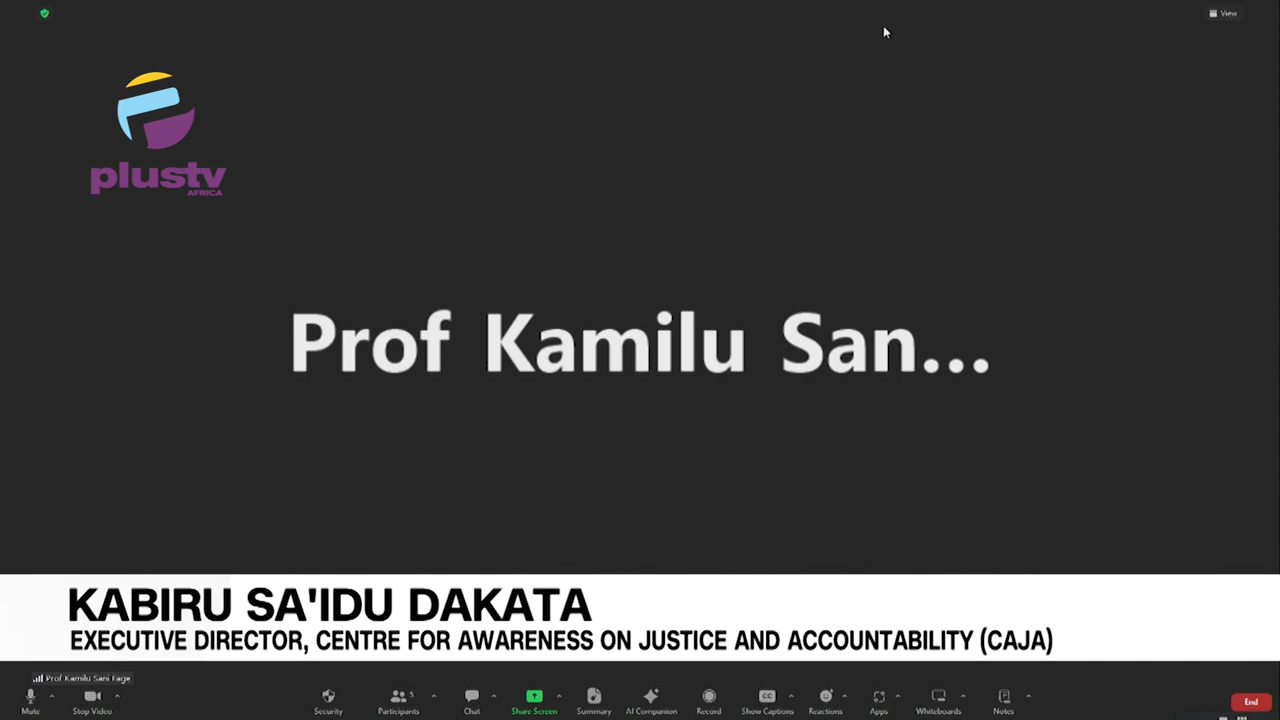 View
plustv
AFRICA
Prof Kamilu San...
KABIRU SA'IDU DAKATA
EXECUTIVE DIRECTOR, CENTRE FOR AWARENESS ON JUSTICE AND ACCOUNTABILITY (CAJA)
Prof Kamilu Sani Fage
5
CC
Mute Stop Video Security Participants Chat Share Screen Summary AI Companion Record Show Captions Reactions Apps Whiteboards Notes End